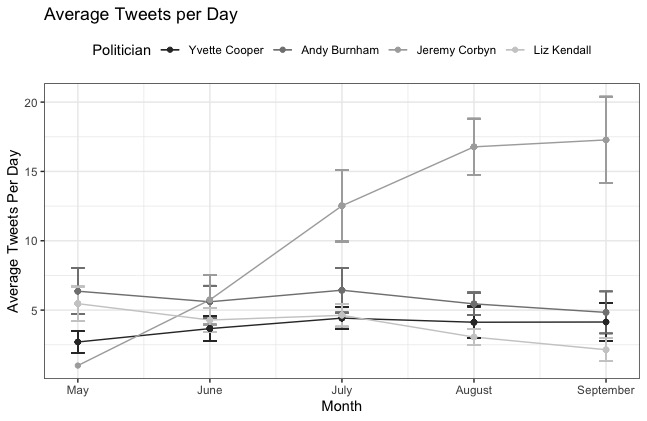 Average Tweets per Day
Politician Yvette Cooper Andy Burnham Jeremy Corbyn Liz Kendall
Average Tweets Per Day
20
15
10
5
May June July August September
Month